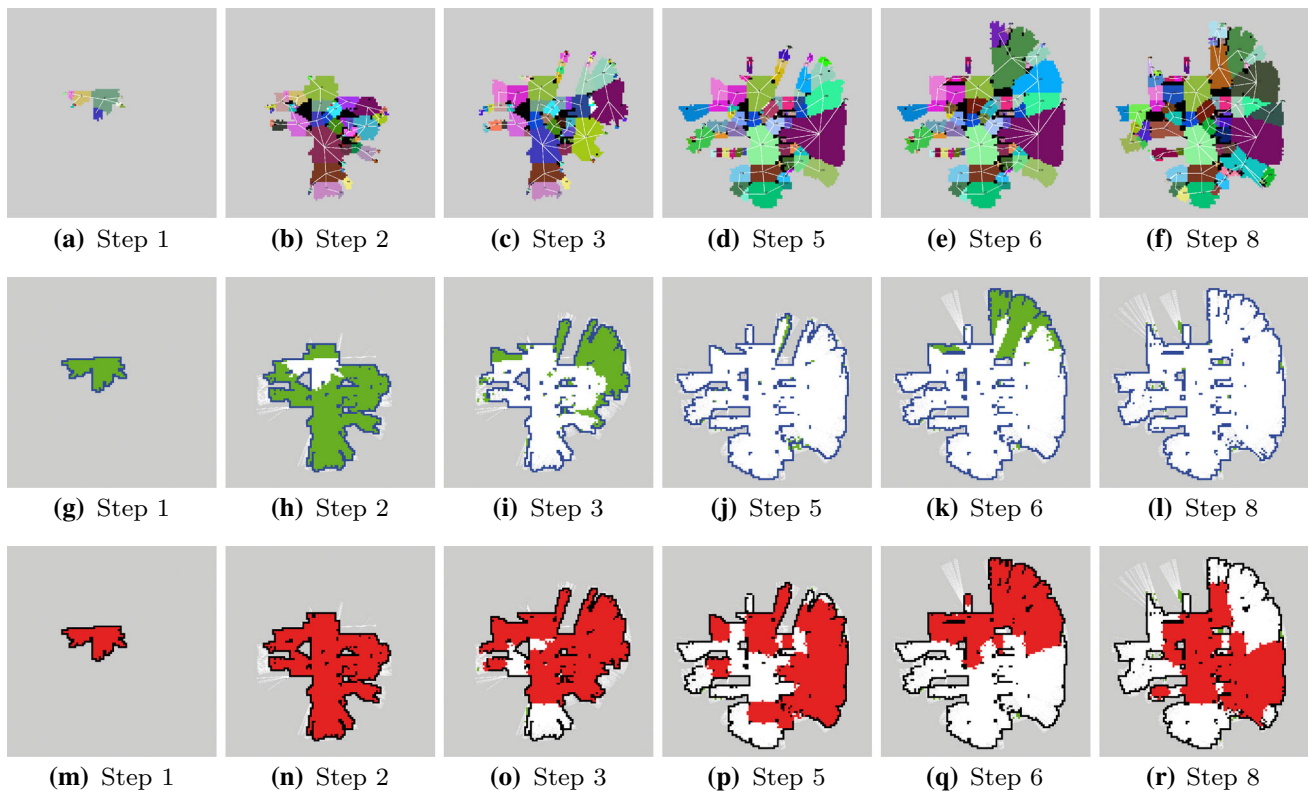 (a) Step 1
(b) Step 2
(c) Step 3
(d) Step 5
(e) Step 6
(f) Step 8
(g) Step 1
(h) Step 2
(i) Step 3
(j) Step 5
(k) Step 6
(l) Step 8
(m) Step 1
(n) Step 2
(o) Step 3
(p) Step 5
(q) Step 6
(r) Step 8